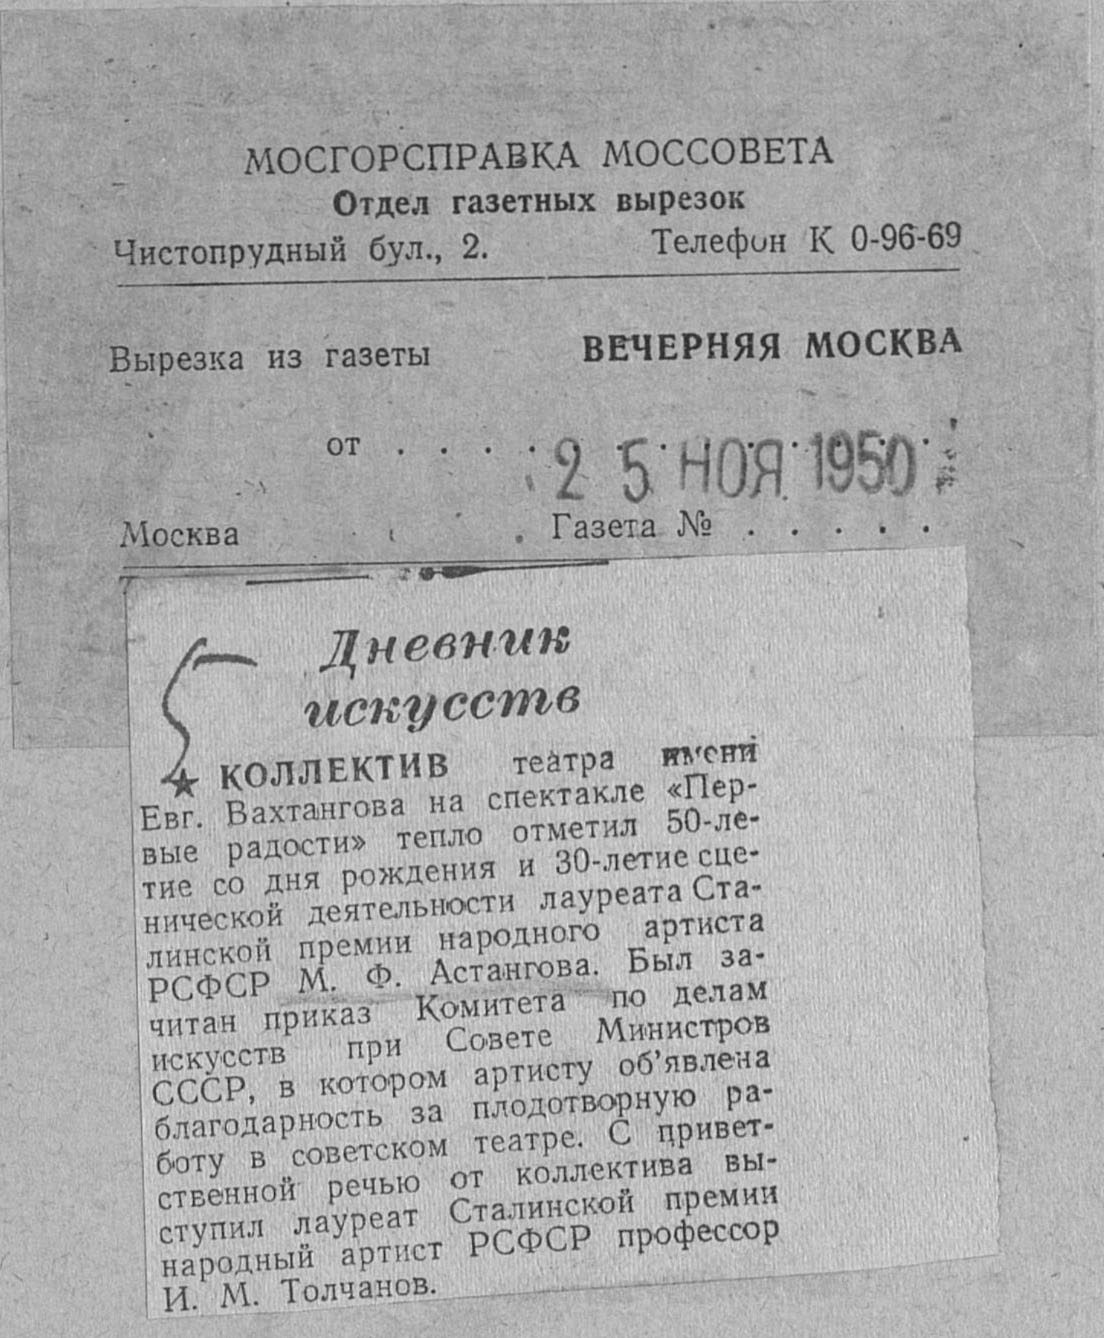 МОСГОРСПРАВКА МОССОВЕТА
Отдел газетных вырезок
Чистопрудный бул., 2. Телефон К 0-96-69
Вырезка из газеты ВЕЧЕРНЯЯ МОСКВА
от . . . . 25 НОЯ. 1950
Москва . Газета № . . . . .
Дневник
искусств
★ КОЛЛЕКТИВ театра имени
Евг. Вахтангова на спектакле «Пер-
вые радости» тепло отметил 50-ле-
тие со дня рождения и 30-летие сце-
нической деятельности лауреата Ста-
линской премии народного артиста
РСФСР М. Ф. Астангова. Был за-
читан приказ Комитета по делам
искусств при Совете Министров
СССР, в котором артисту об’явлена
благодарность за плодотворную ра-
боту в советском театре. С привет-
ственной речью от коллектива вы-
ступил лауреат Сталинской премии
народный артист РСФСР профессор
И. М. Толчанов.